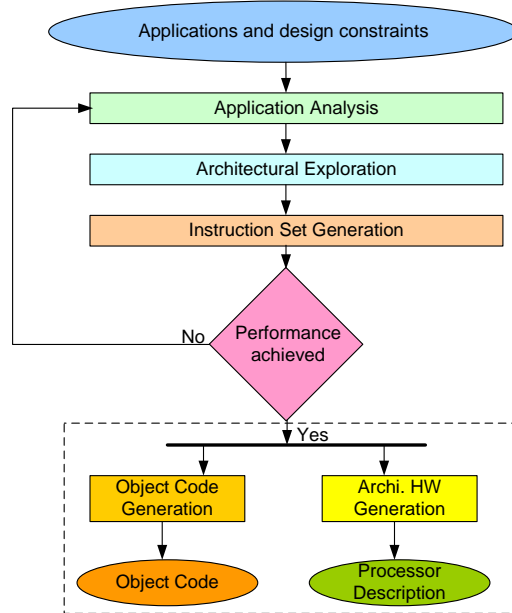 Applications and design constraints
Application Analysis
Architectural Exploration
Instruction Set Generation
Performance
achieved
No
Yes
Object Code
Generation
Archi. HW
Generation
Object Code
Processor
Description